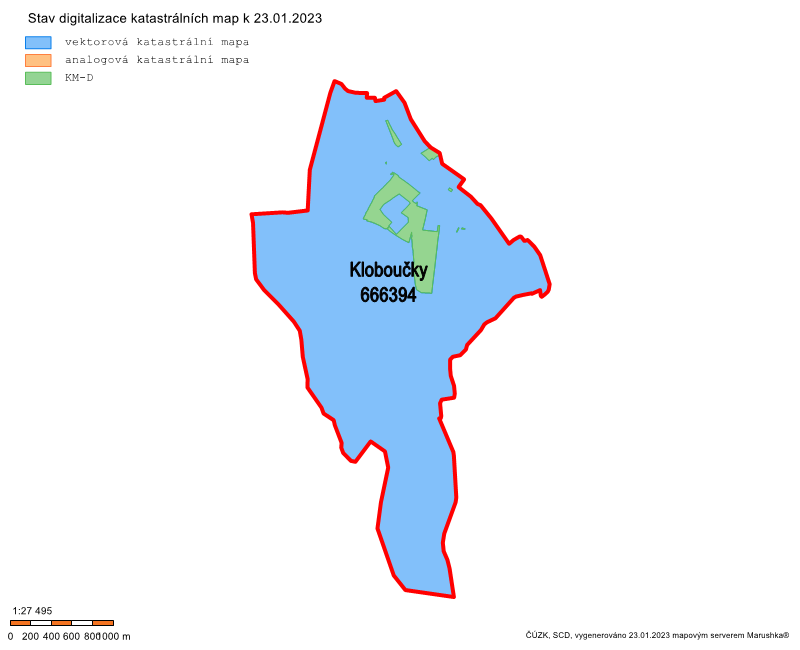 Stav digitalizace katastrálních map k 23.01.2023
vektorová katastrální mapa
analogová katastrální mapa
KM-D
Kloboučky
666394
1:27 495
0 200 400 600 800 1000 m
ČÚZK, SCD, vygenerováno 23.01.2023 mapovým serverem Marushka®